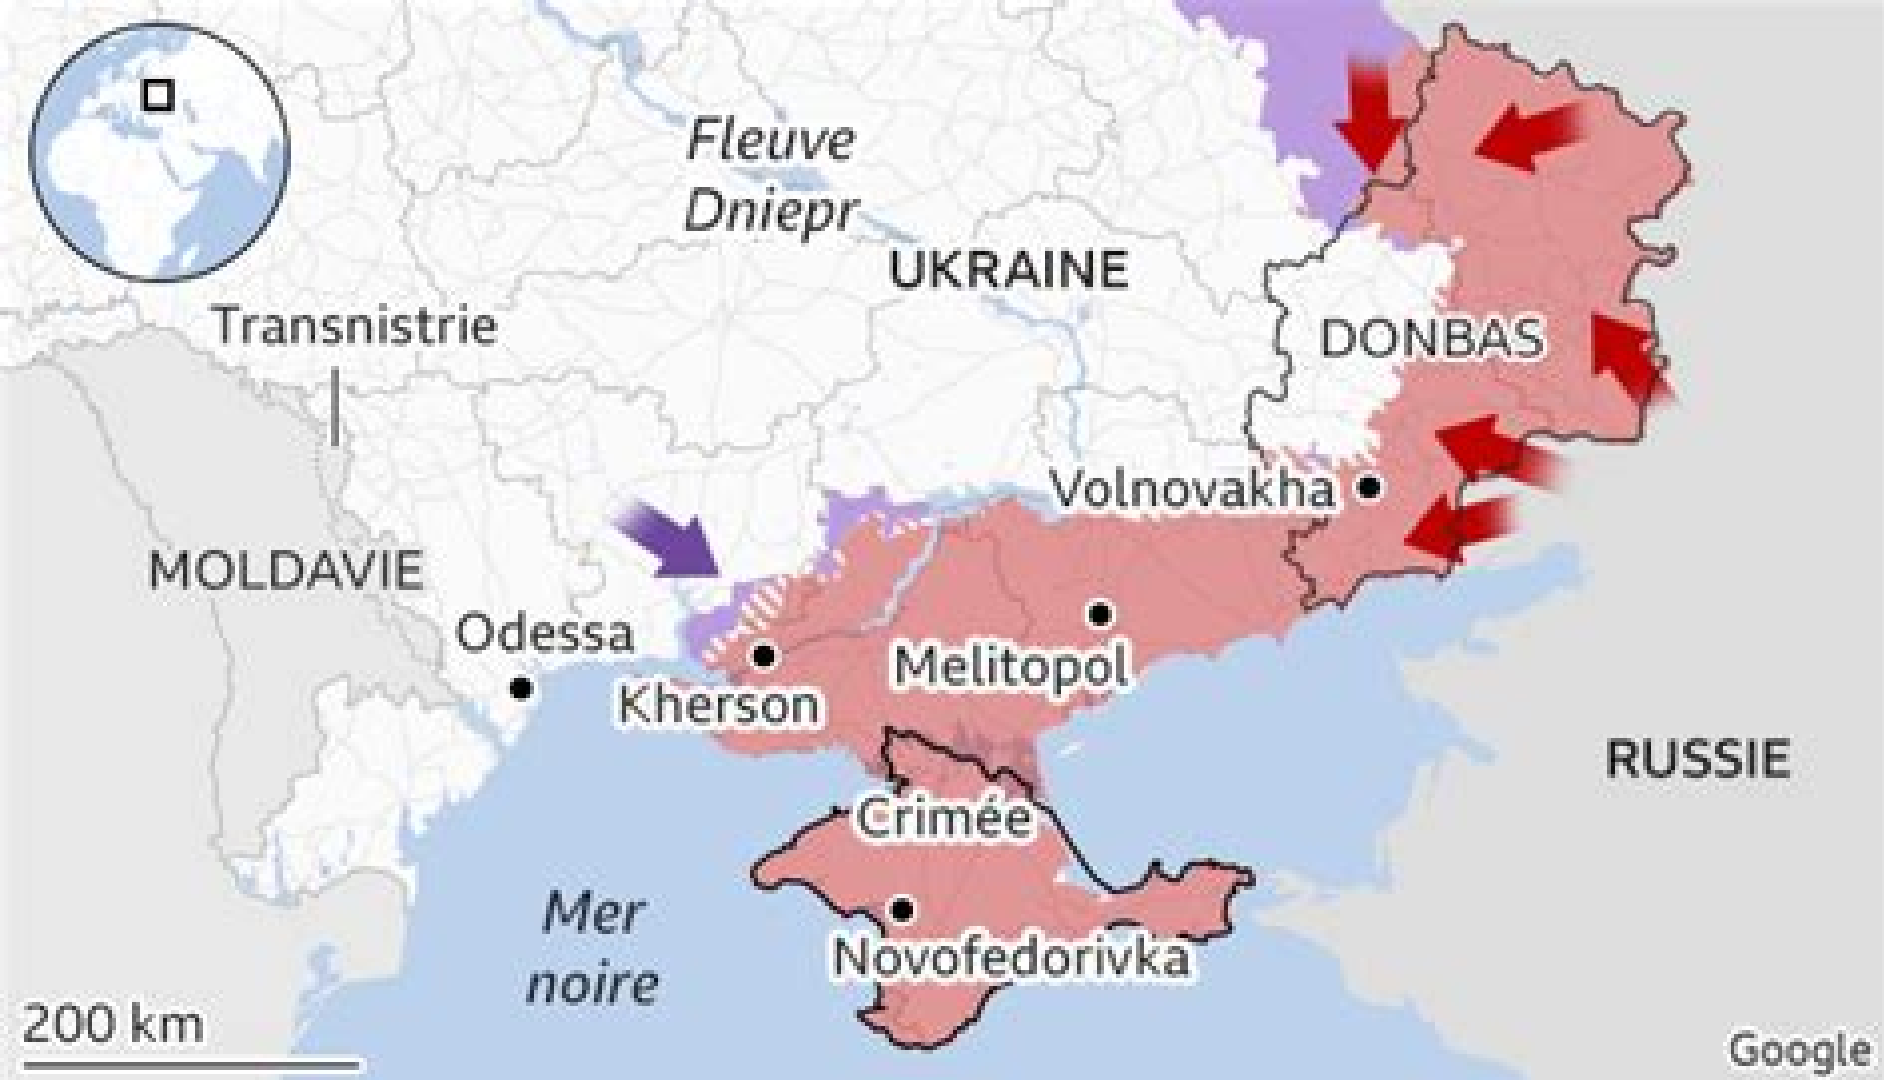 Fleuve
Dniepr
UKRAINE
Transnistrie
DONBAS
Volnovakha
MOLDAVIE
Odessa
Melitopol
Kherson
RUSSIE
Crimée
Mer
noire
Novofedorivka
200 km
Google